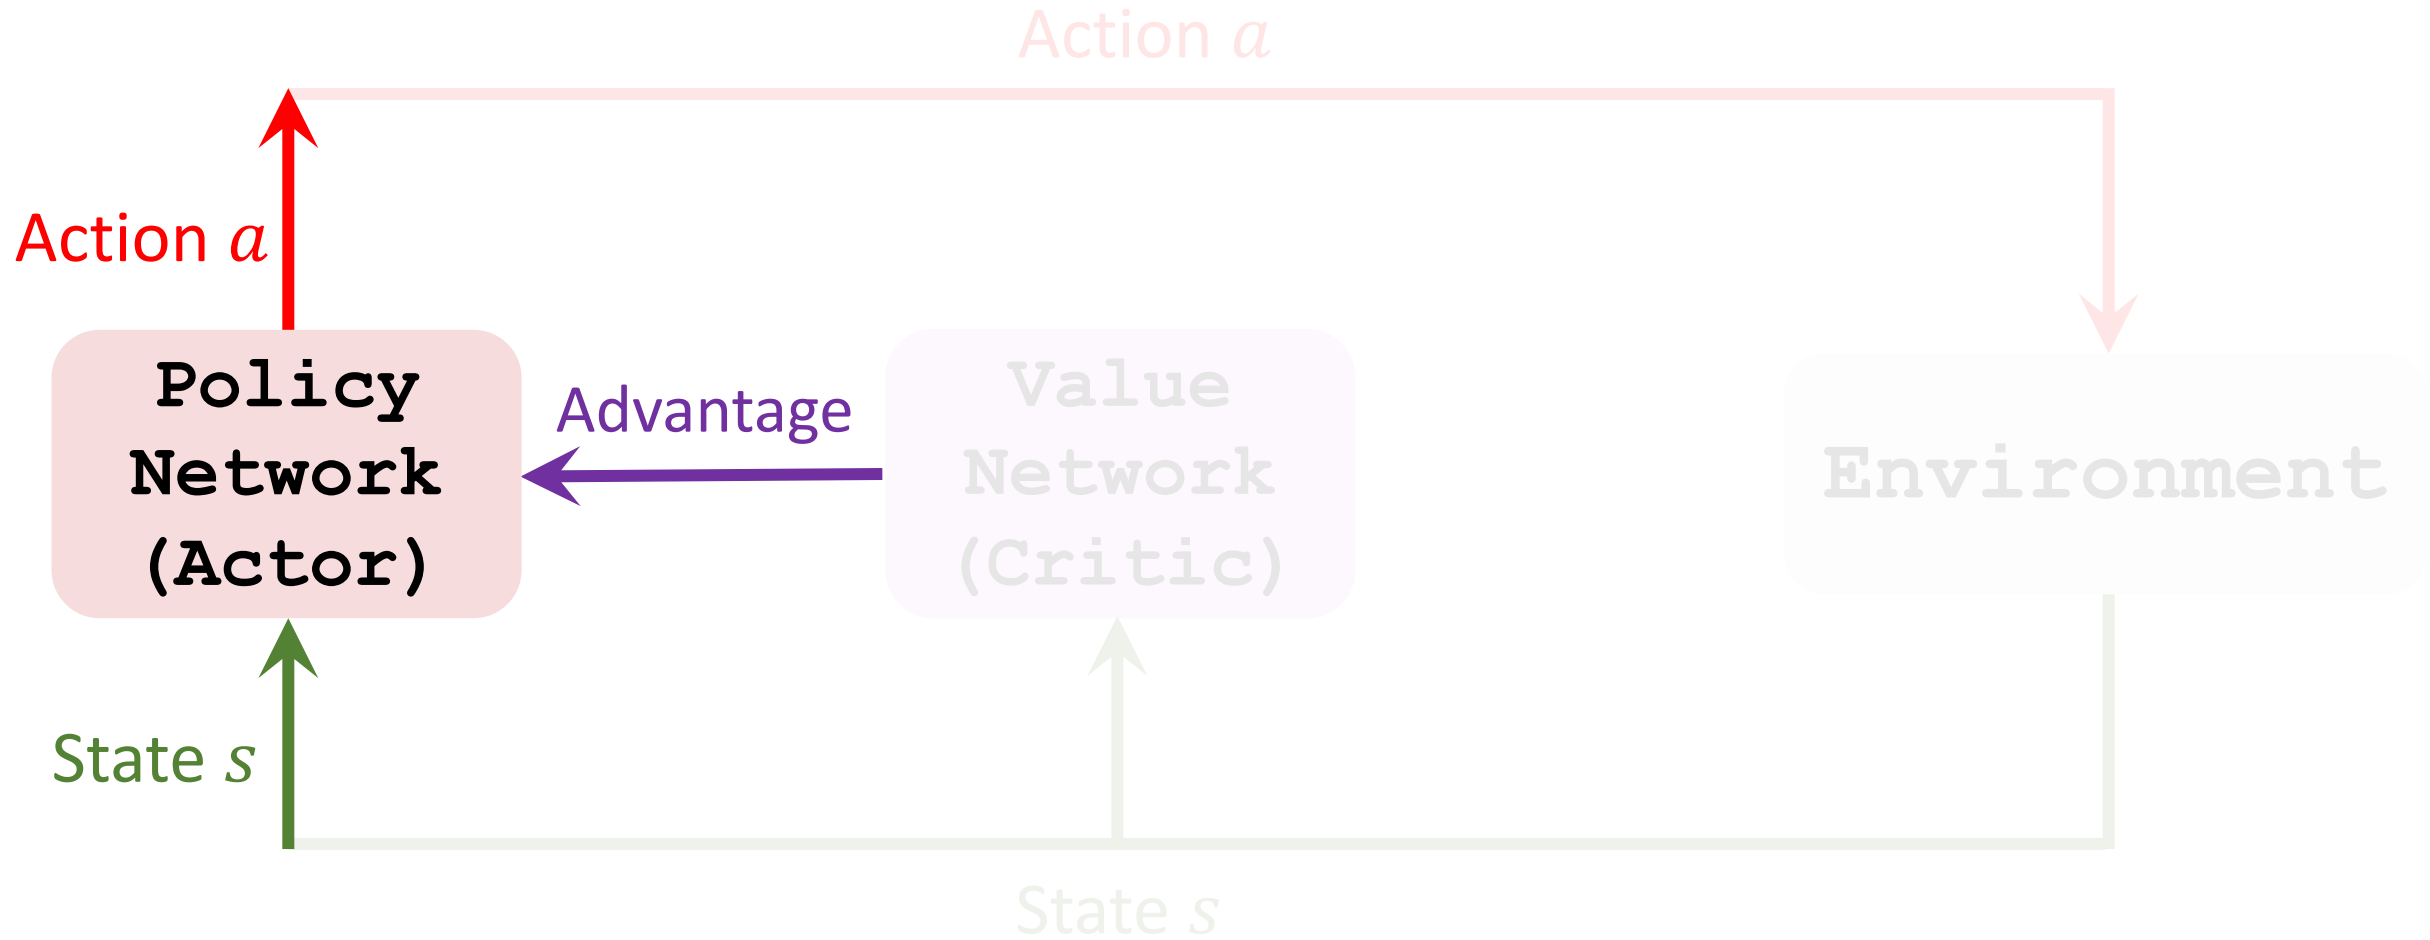 Action a
Action a
Policy
Network
(Actor)
Advantage
Value
Network
(Critic)
Environment
State s
State s